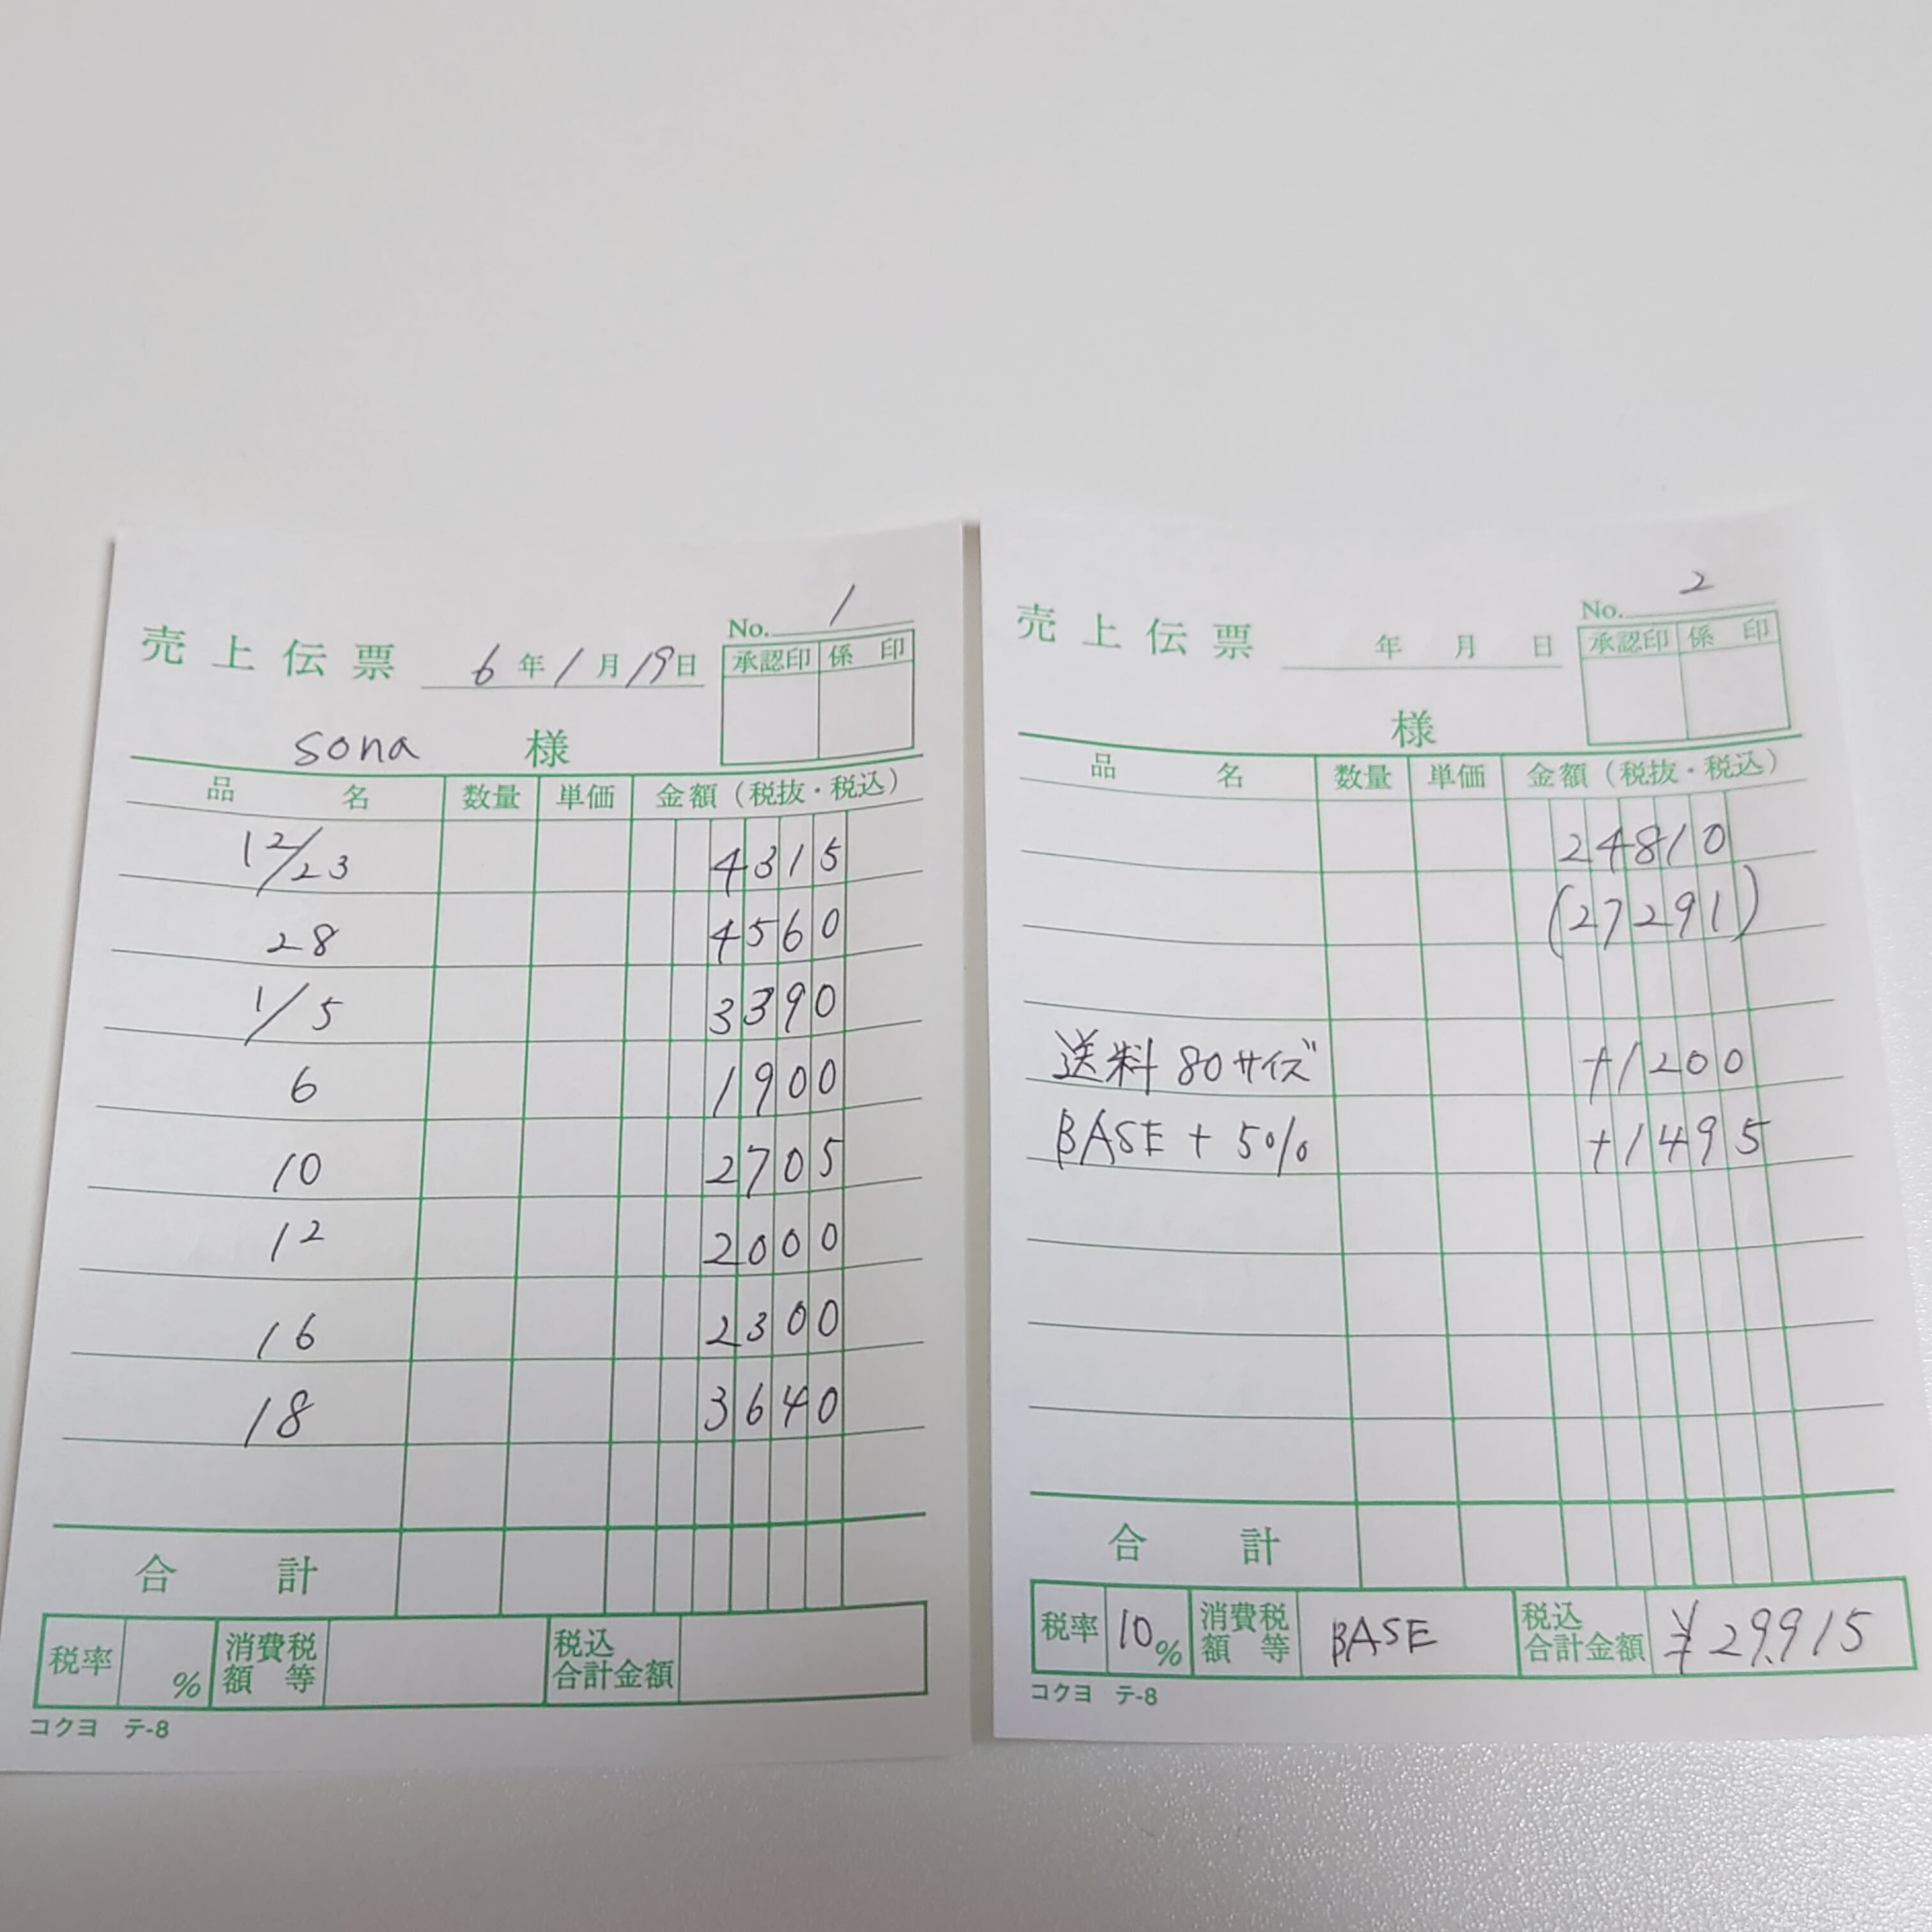 No. 1
売上伝票 6年1月19日
承認印 係印
sona 様
品名 数量 単価 金額(税抜・税込)
12/23 4315
28 4560
1/5 3390
6 1900
10 2705
12 2000
16 2300
18 3640
合計
税率 % 消費税額等 税込合計金額
コクヨ テ-8
No. 2
売上伝票 年 月 日
承認印 係印
様
品名 数量 単価 金額(税抜・税込)
24810
(27291)
送料 80サイズ +1200
BASE + 5% +1495
合計
税率 10% 消費税額等 BASE 税込合計金額 ¥29,915
コクヨ テ-8